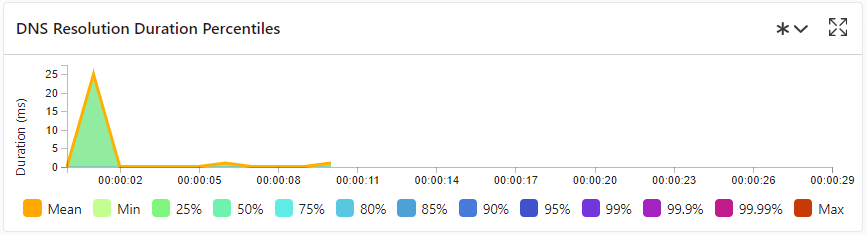 DNS Resolution Duration Percentiles
Duration (ms)
25
20
15
10
5
0
00:00:02 00:00:05 00:00:08 00:00:11 00:00:14 00:00:17 00:00:20 00:00:23 00:00:26 00:00:29
Mean Min 25% 50% 75% 80% 85% 90% 95% 99% 99.9% 99.99% Max